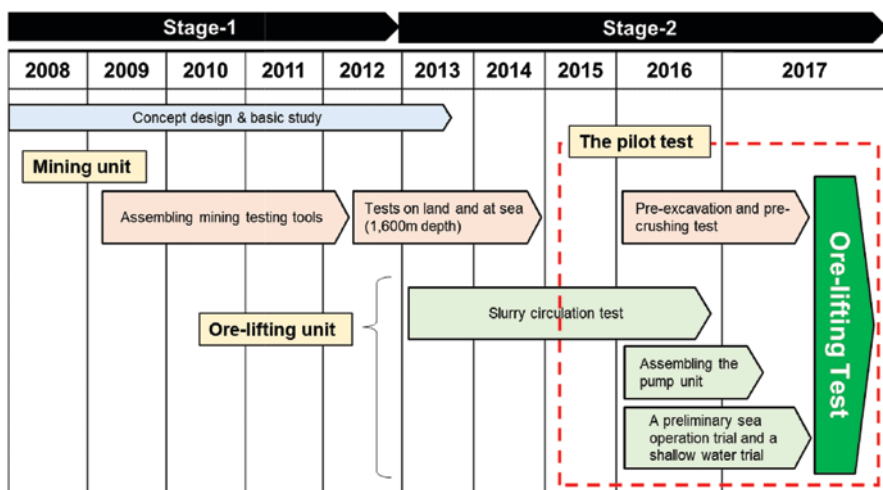 Stage-1
Stage-2
2008
2009
2010
2011
2012
2013
2014
2015
2016
2017
Concept design & basic study
The pilot test
Mining unit
Assembling mining testing tools
Tests on land and at sea
(1,600m depth)
Pre-excavation and pre-
crushing test
Ore-lifting Test
Ore-lifting unit
Slurry circulation test
Assembling the
pump unit
A preliminary sea
operation trial and a
shallow water trial